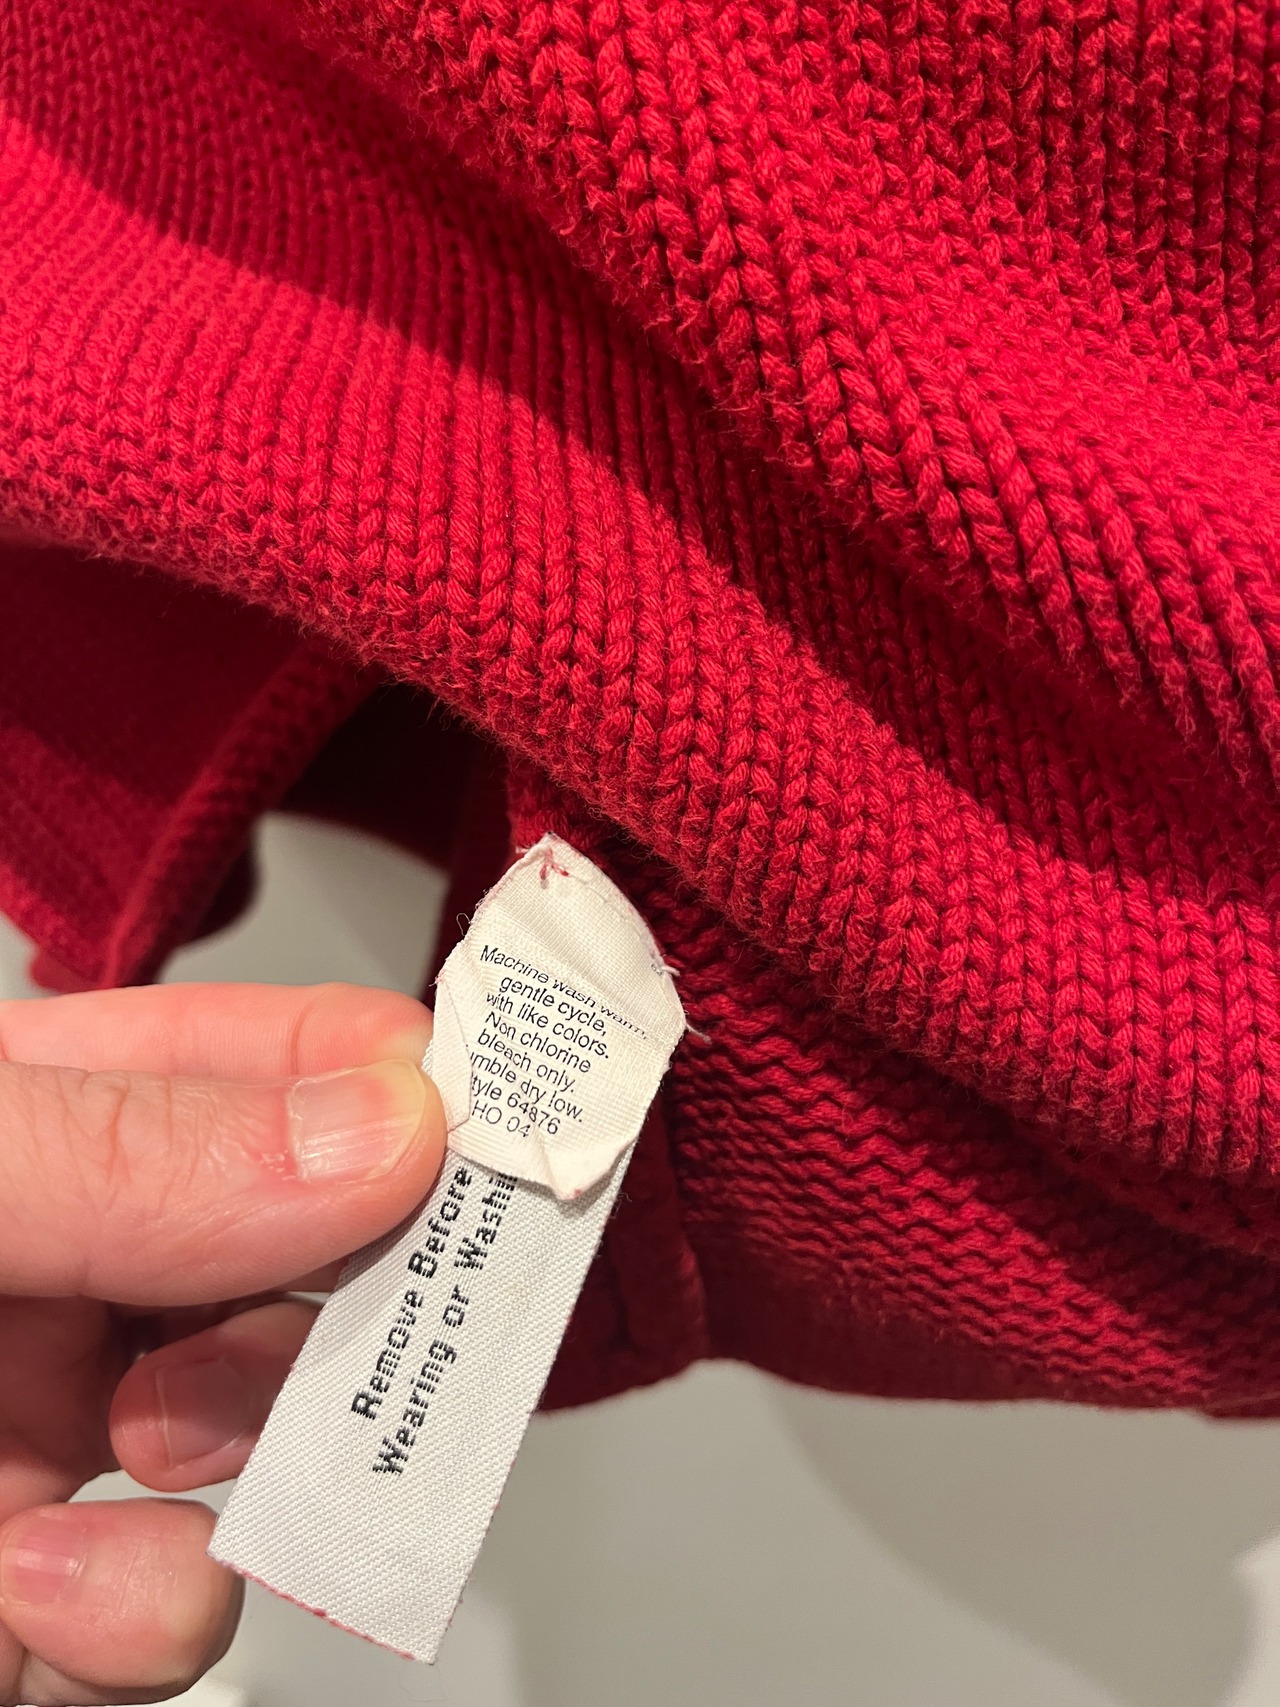 Machine wash warm,
gentle cycle,
with like colors.
Non chlorine
bleach only.
umble dry low.
tyle 64876
HO 04
Remove Before
Wearing or Washi